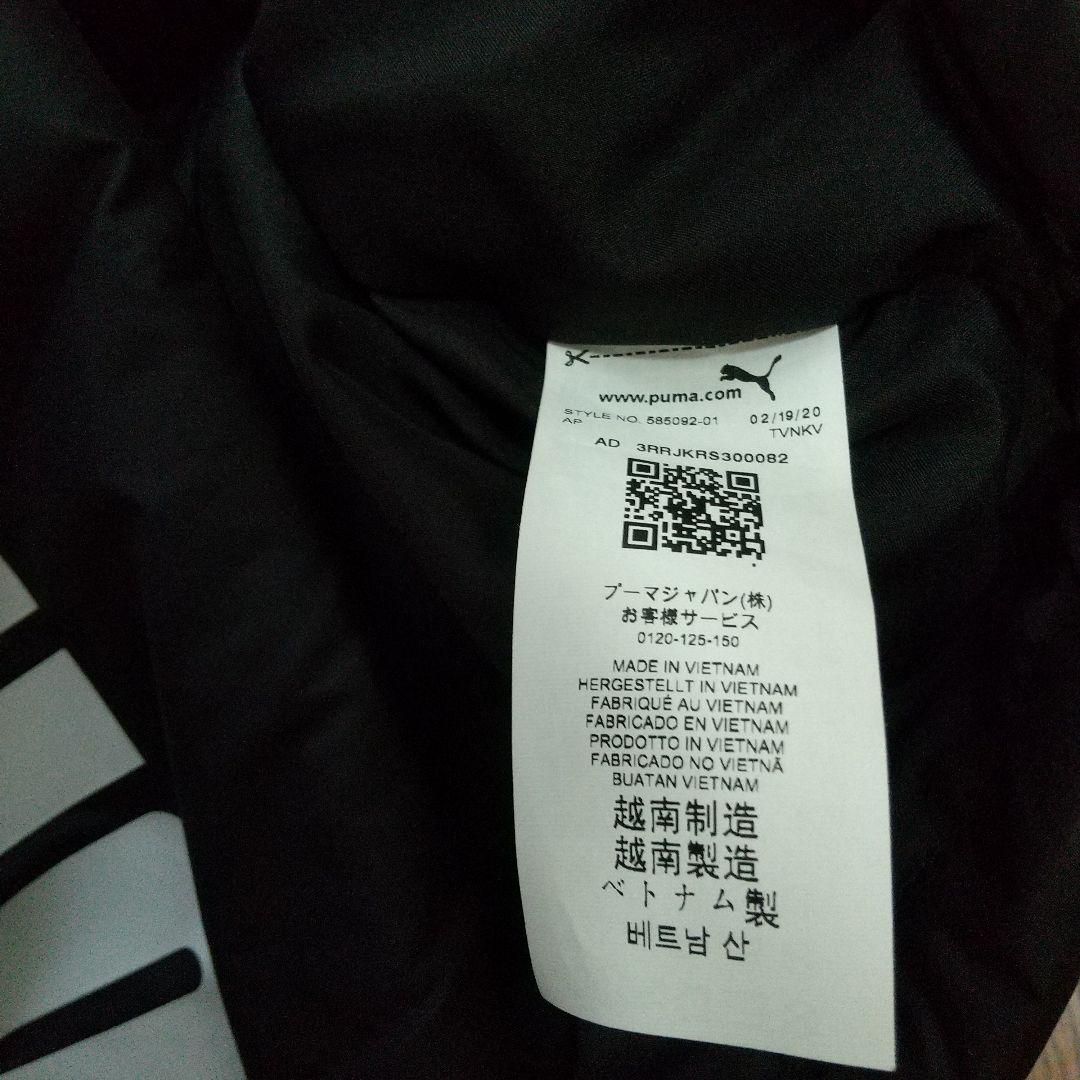 www.puma.com
STYLE NO. 585092-01 02/19/20
AP TVNKV
AD 3RRJKRS300082
プーマジャパン(株)
お客様サービス
0120-125-150
MADE IN VIETNAM
HERGESTELLT IN VIETNAM
FABRIQUÉ AU VIETNAM
FABRICADO EN VIETNAM
PRODOTTO IN VIETNAM
FABRICADO NO VIETNÃ
BUATAN VIETNAM
越南制造
越南製造
ベトナム製
베트남 산